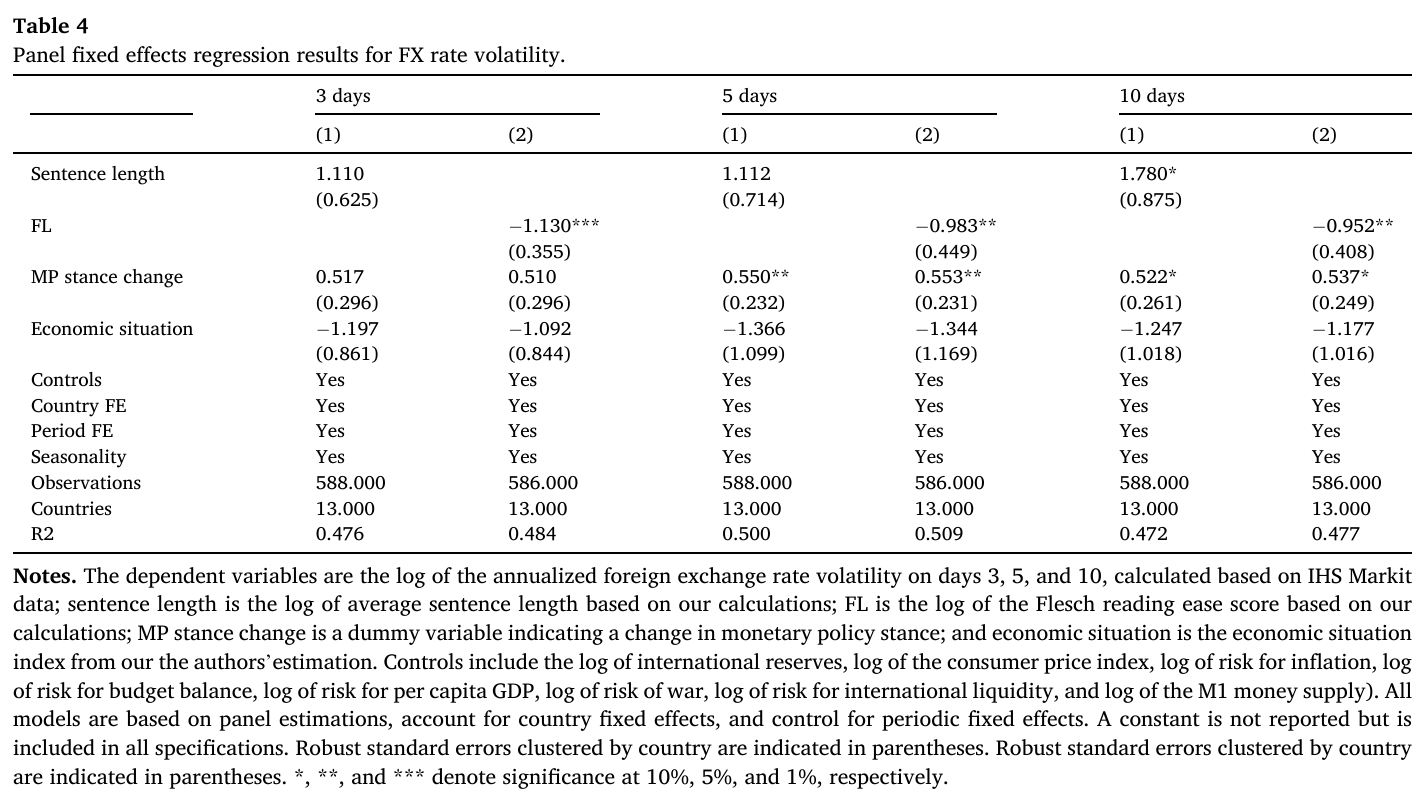 Table 4
Panel fixed effects regression results for FX rate volatility.
3 days 5 days 10 days
(1) (2) (1) (2) (1) (2)
Sentence length 1.110 1.112 1.780*
(0.625) (0.714) (0.875)
FL −1.130*** −0.983** −0.952**
(0.355) (0.449) (0.408)
MP stance change 0.517 0.510 0.550** 0.553** 0.522* 0.537*
(0.296) (0.296) (0.232) (0.231) (0.261) (0.249)
Economic situation −1.197 −1.092 −1.366 −1.344 −1.247 −1.177
(0.861) (0.844) (1.099) (1.169) (1.018) (1.016)
Controls Yes Yes Yes Yes Yes Yes
Country FE Yes Yes Yes Yes Yes Yes
Period FE Yes Yes Yes Yes Yes Yes
Seasonality Yes Yes Yes Yes Yes Yes
Observations 588.000 586.000 588.000 586.000 588.000 586.000
Countries 13.000 13.000 13.000 13.000 13.000 13.000
R2 0.476 0.484 0.500 0.509 0.472 0.477
Notes. The dependent variables are the log of the annualized foreign exchange rate volatility on days 3, 5, and 10, calculated based on IHS Markit
data; sentence length is the log of average sentence length based on our calculations; FL is the log of the Flesch reading ease score based on our
calculations; MP stance change is a dummy variable indicating a change in monetary policy stance; and economic situation is the economic situation
index from our the authors’estimation. Controls include the log of international reserves, log of the consumer price index, log of risk for inflation, log
of risk for budget balance, log of risk for per capita GDP, log of risk of war, log of risk for international liquidity, and log of the M1 money supply). All
models are based on panel estimations, account for country fixed effects, and control for periodic fixed effects. A constant is not reported but is
included in all specifications. Robust standard errors clustered by country are indicated in parentheses. Robust standard errors clustered by country
are indicated in parentheses. *, **, and *** denote significance at 10%, 5%, and 1%, respectively.